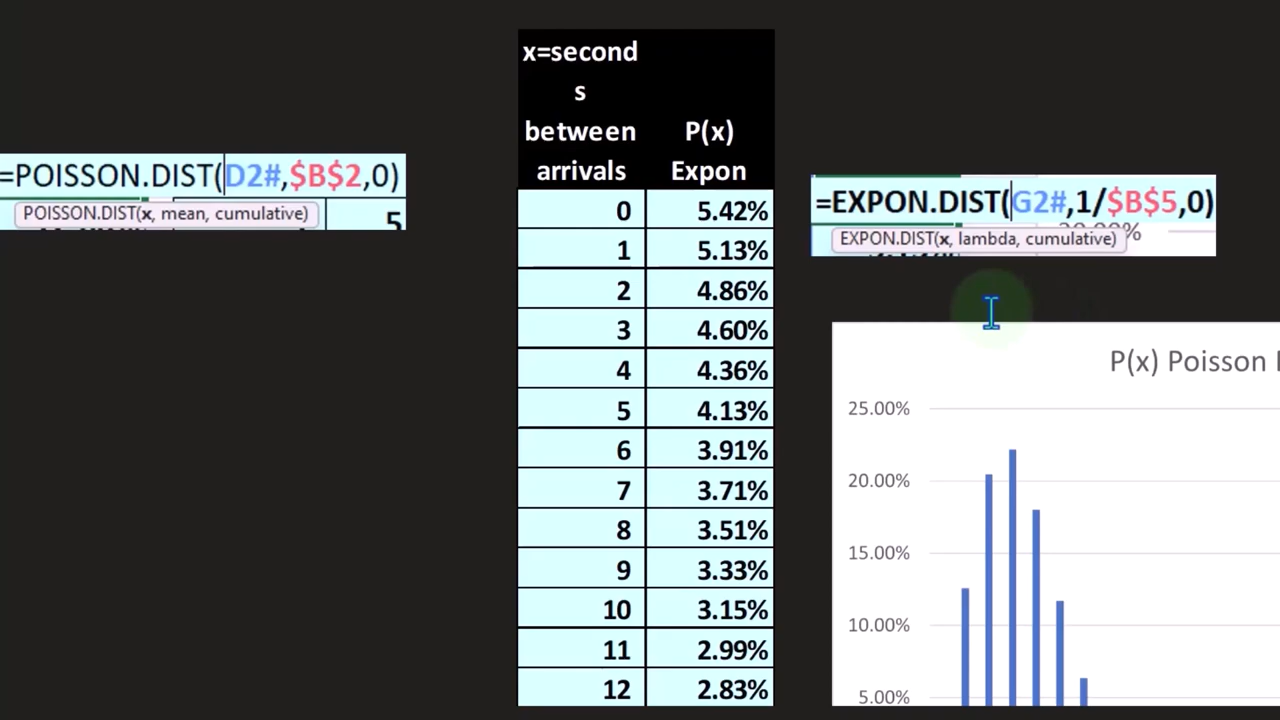 =POISSON.DIST(D2#,$B$2,0)
POISSON.DIST(x, mean, cumulative)
5
x=second
s
between
arrivals
P(x)
Expon
0 5.42%
1 5.13%
2 4.86%
3 4.60%
4 4.36%
5 4.13%
6 3.91%
7 3.71%
8 3.51%
9 3.33%
10 3.15%
11 2.99%
12 2.83%
=EXPON.DIST(G2#,1/$B$5,0)
EXPON.DIST(x, lambda, cumulative)
P(x) Poisson
25.00%
20.00%
15.00%
10.00%
5.00%